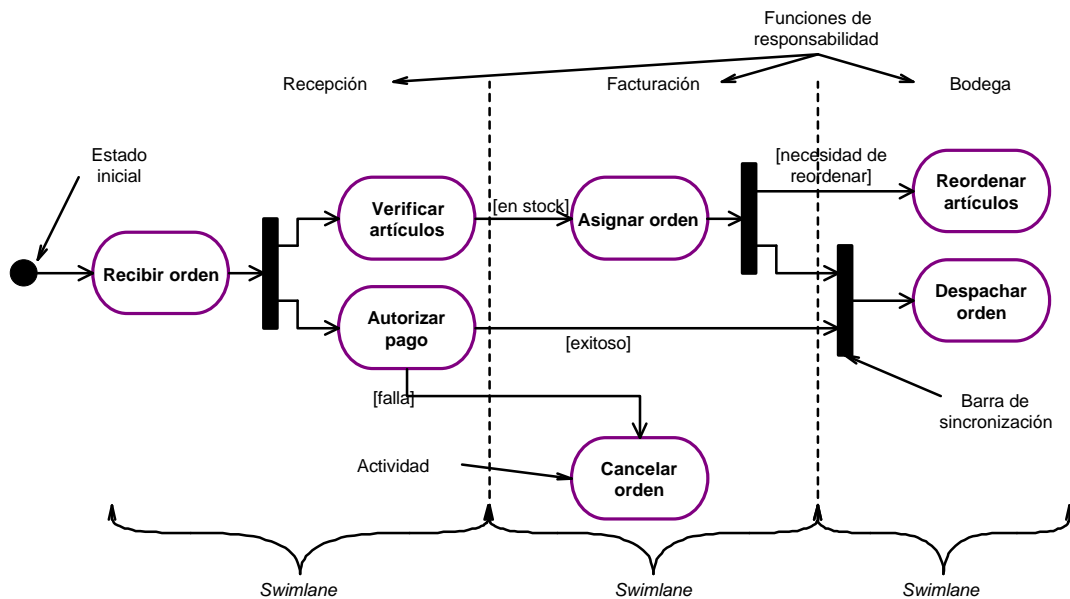 Funciones de
responsabilidad
Recepción
Facturación
Bodega
Estado
inicial
[necesidad de
reordenar]
Reordenar
artículos
Verificar
artículos
[en stock]
Asignar orden
Recibir orden
Despachar
orden
Autorizar
pago
[exitoso]
[falla]
Barra de
sincronización
Actividad
Cancelar
orden
Swimlane
Swimlane
Swimlane